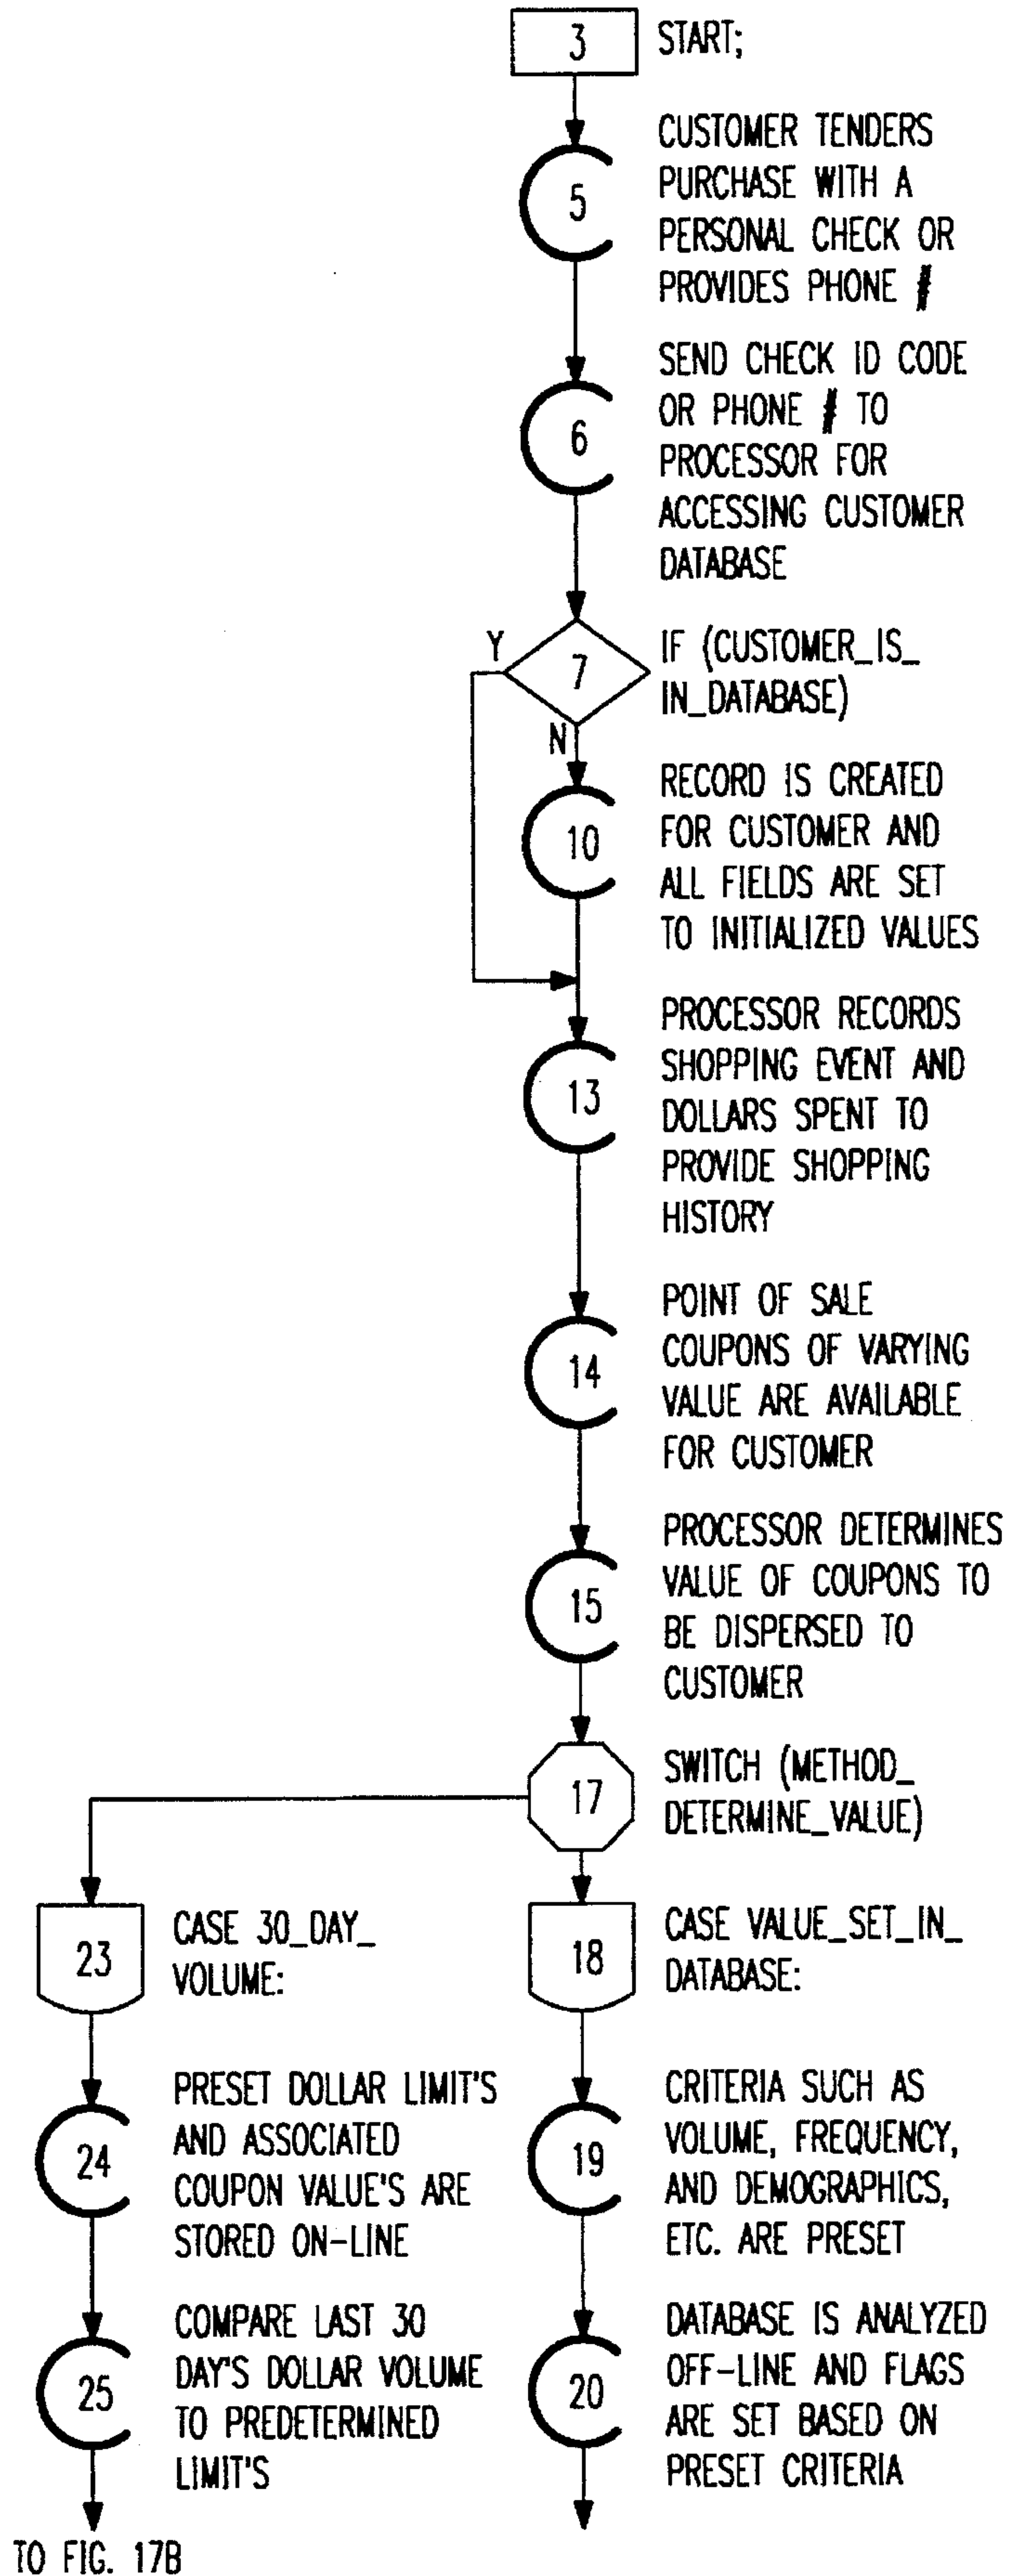 3 START;
5
CUSTOMER TENDERS
PURCHASE WITH A
PERSONAL CHECK OR
PROVIDES PHONE #
6
SEND CHECK ID CODE
OR PHONE # TO
PROCESSOR FOR
ACCESSING CUSTOMER
DATABASE
Y
7
N
IF (CUSTOMER_IS_
IN_DATABASE)
10
RECORD IS CREATED
FOR CUSTOMER AND
ALL FIELDS ARE SET
TO INITIALIZED VALUES
13
PROCESSOR RECORDS
SHOPPING EVENT AND
DOLLARS SPENT TO
PROVIDE SHOPPING
HISTORY
14
POINT OF SALE
COUPONS OF VARYING
VALUE ARE AVAILABLE
FOR CUSTOMER
15
PROCESSOR DETERMINES
VALUE OF COUPONS TO
BE DISPERSED TO
CUSTOMER
17
SWITCH (METHOD_
DETERMINE_VALUE)
23
CASE 30_DAY_
VOLUME:
18
CASE VALUE_SET_IN_
DATABASE:
24
PRESET DOLLAR LIMIT'S
AND ASSOCIATED
COUPON VALUE'S ARE
STORED ON-LINE
19
CRITERIA SUCH AS
VOLUME, FREQUENCY,
AND DEMOGRAPHICS,
ETC. ARE PRESET
25
COMPARE LAST 30
DAY'S DOLLAR VOLUME
TO PREDETERMINED
LIMIT'S
20
DATABASE IS ANALYZED
OFF-LINE AND FLAGS
ARE SET BASED ON
PRESET CRITERIA
TO FIG. 17B